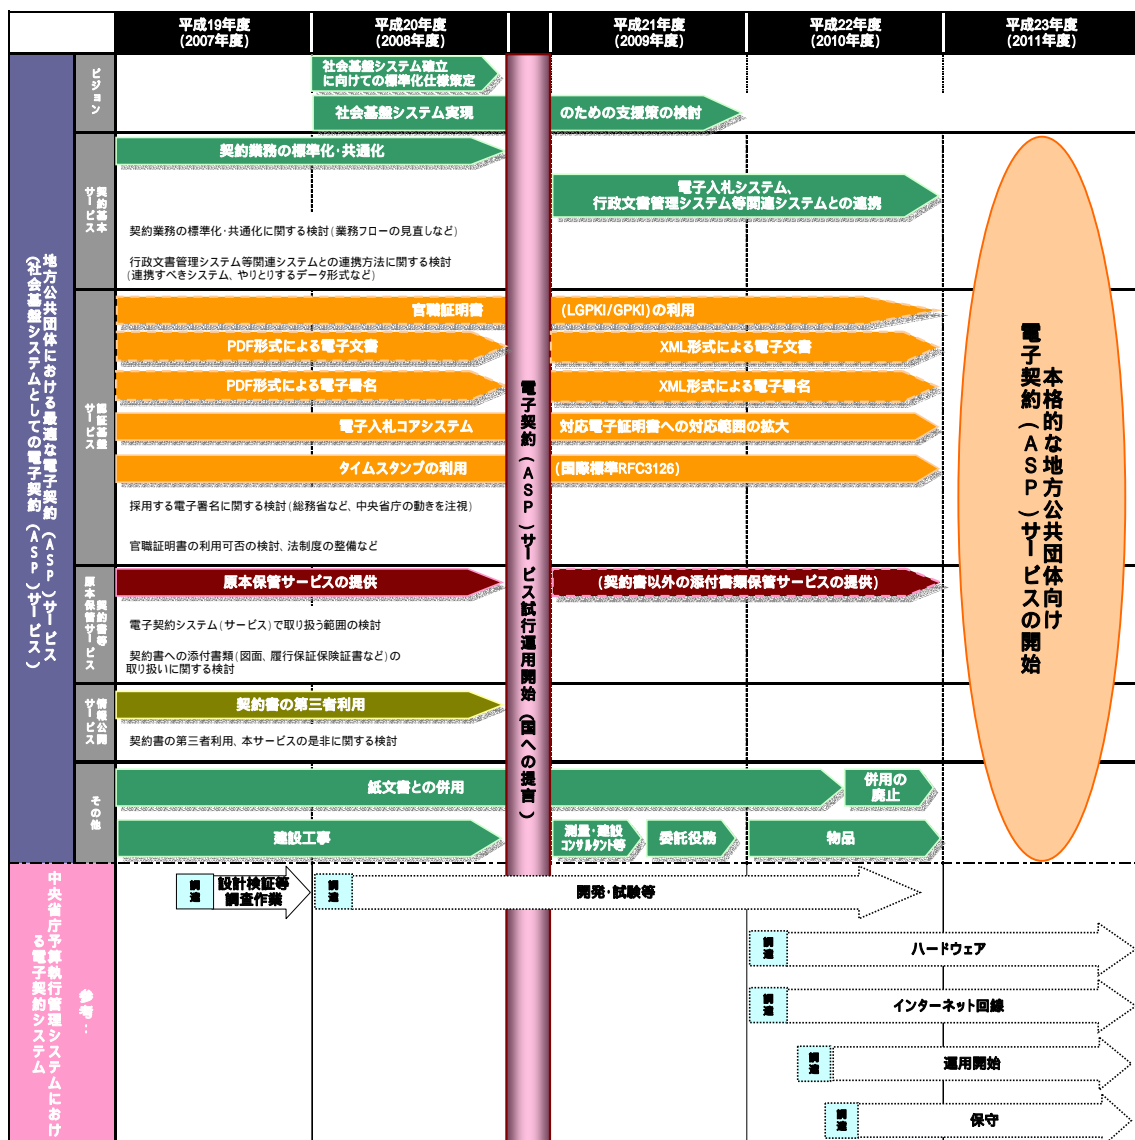 平成19年度
(2007年度)
平成20年度
(2008年度)
平成21年度
(2009年度)
平成22年度
(2010年度)
平成23年度
(2011年度)
地方公共団体における最適な電子契約(ASP)サービス
(社会基盤システムとしての電子契約(ASP)サービス)
ビジョン
社会基盤システム確立
に向けての標準化仕様策定
社会基盤システム実現
のための支援策の検討
契約基本
サービス
契約業務の標準化・共通化
電子入札システム、
行政文書管理システム等関連システムとの連携
契約業務の標準化・共通化に関する検討(業務フローの見直しなど)
行政文書管理システム等関連システムとの連携方法に関する検討
(連携すべきシステム、やりとりするデータ形式など)
認証基盤
サービス
官職証明書
(LGPKI/GPKI)の利用
PDF形式による電子文書
XML形式による電子文書
PDF形式による電子署名
XML形式による電子署名
電子入札コアシステム
対応電子証明書への対応範囲の拡大
タイムスタンプの利用
(国際標準RFC3126)
採用する電子署名に関する検討(総務省など、中央省庁の動きを注視)
官職証明書の利用可否の検討、法制度の整備など
契約書等
原本保管サービス
原本保管サービスの提供
(契約書以外の添付書類保管サービスの提供)
電子契約システム(サービス)で取り扱う範囲の検討
契約書への添付書類(図面、履行保証保険証書など)の
取り扱いに関する検討
情報公開
サービス
契約書の第三者利用
契約書の第三者利用、本サービスの是非に関する検討
その他
紙文書との併用
併用の
廃止
建設工事
測量・建設
コンサルタント等
委託役務
物品
電子契約(ASP)サービス試行運用開始(国への提言)
本格的な地方公共団体向け
電子契約(ASP)サービスの開始
中央省庁予算執行管理システムにおけ
る電子契約システム
参考:
調達
設計検証等
調査作業
調達
開発・試験等
調達
ハードウェア
調達
インターネット回線
調達
運用開始
調達
保守